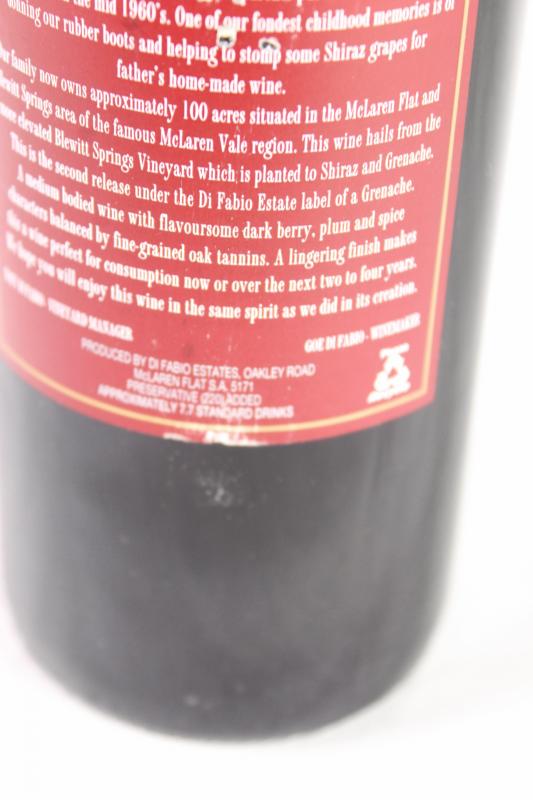 the mid 1960's. One of our fondest childhood memories is of
donning our rubber boots and helping to stomp some Shiraz grapes for
father's home-made wine.
Our family now owns approximately 100 acres situated in the McLaren Flat and
Blewitt Springs area of the famous McLaren Vale region. This wine hails from the
more elevated Blewitt Springs Vineyard which is planted to Shiraz and Grenache.
This is the second release under the Di Fabio Estate label of a Grenache.
A medium bodied wine with flavoursome dark berry, plum and spice
characters balanced by fine-grained oak tannins. A lingering finish makes
this a wine perfect for consumption now or over the next two to four years.
We hope you will enjoy this wine in the same spirit as we did in its creation.
VINEYARD MANAGER
GOE DI FABIO - WINEMAKER
PRODUCED BY DI FABIO ESTATES, OAKLEY ROAD
McLAREN FLAT S.A. 5171
PRESERVATIVE (220) ADDED
APPROXIMATELY 7.7 STANDARD DRINKS